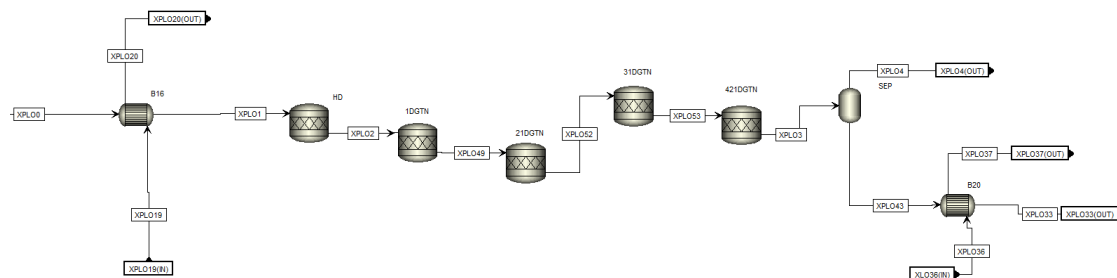 XPLO20(OUT)
XPLO20
B16
XPLO0
XPLO1
XPLO19
XPLO19(IN)
HD
XPLO2
1DGTN
XPLO49
21DGTN
XPLO52
31DGTN
XPLO53
421DGTN
XPLO3
XPLO4
XPLO4(OUT)
SEP
XPLO43
XPLO37
XPLO37(OUT)
B20
XPLO33
XPLO33(OUT)
XPLO36
XLO36(IN)